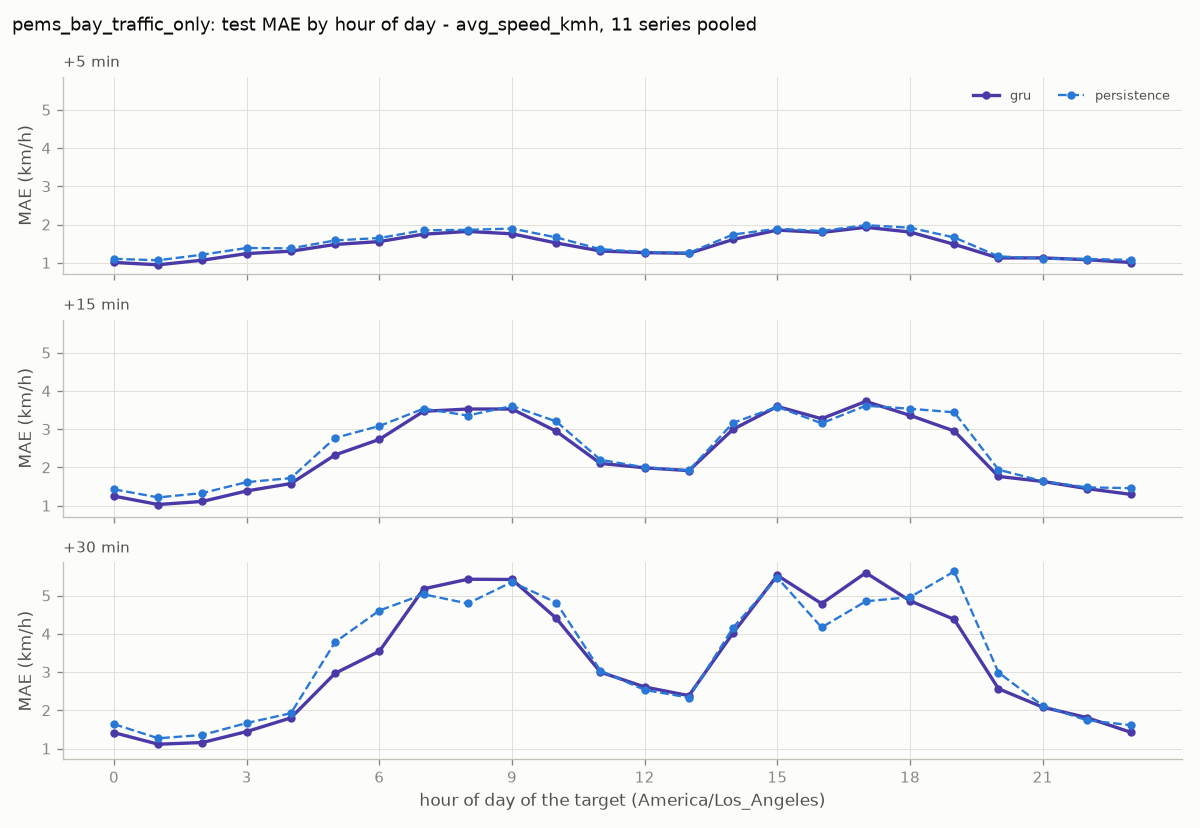 pems_bay_traffic_only: test MAE by hour of day - avg_speed_kmh, 11 series pooled
+5 min
gru
persistence
MAE (km/h)
5
4
3
2
1
+15 min
MAE (km/h)
5
4
3
2
1
+30 min
MAE (km/h)
5
4
3
2
1
0 3 6 9 12 15 18 21
hour of day of the target (America/Los_Angeles)